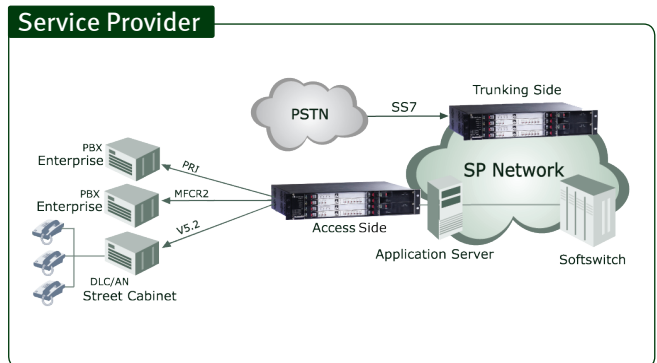 Service Provider
Trunking Side
PSTN
SS7
SP Network
PBX
Enterprise
PRI
PBX
Enterprise
MFCR2
V5.2
Access Side
Application Server
Softswitch
DLC/AN
Street Cabinet